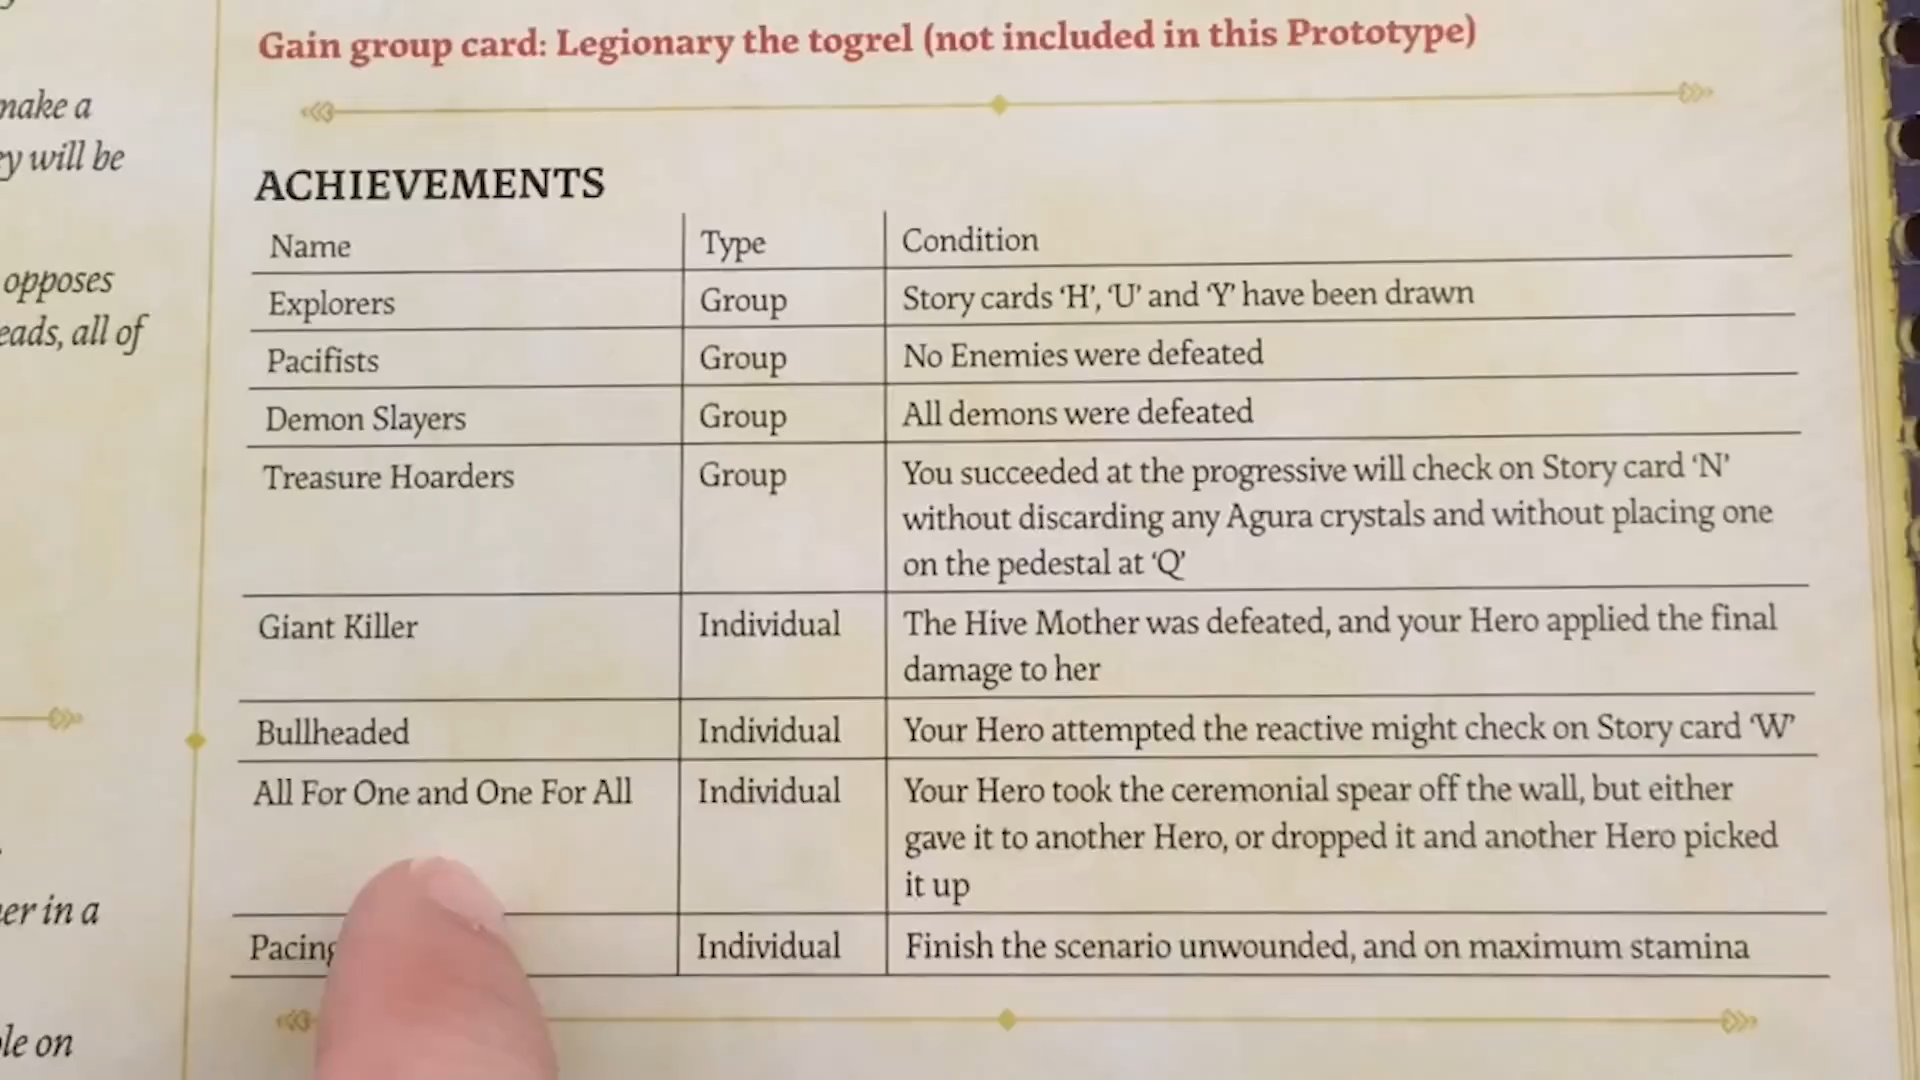 Gain group card: Legionary the togrel (not included in this Prototype)
make a
will be
opposes
all of
in a
on
ACHIEVEMENTS
Name Type Condition
Explorers Group Story cards ‘H’, ‘U’ and ‘Y’ have been drawn
Pacifists Group No Enemies were defeated
Demon Slayers Group All demons were defeated
Treasure Hoarders Group You succeeded at the progressive will check on Story card ‘N’
without discarding any Agura crystals and without placing one
on the pedestal at ‘Q’
Giant Killer Individual The Hive Mother was defeated, and your Hero applied the final
damage to her
Bullheaded Individual Your Hero attempted the reactive might check on Story card ‘W’
All For One and One For All Individual Your Hero took the ceremonial spear off the wall, but either
gave it to another Hero, or dropped it and another Hero picked
it up
Pacing Individual Finish the scenario unwounded, and on maximum stamina